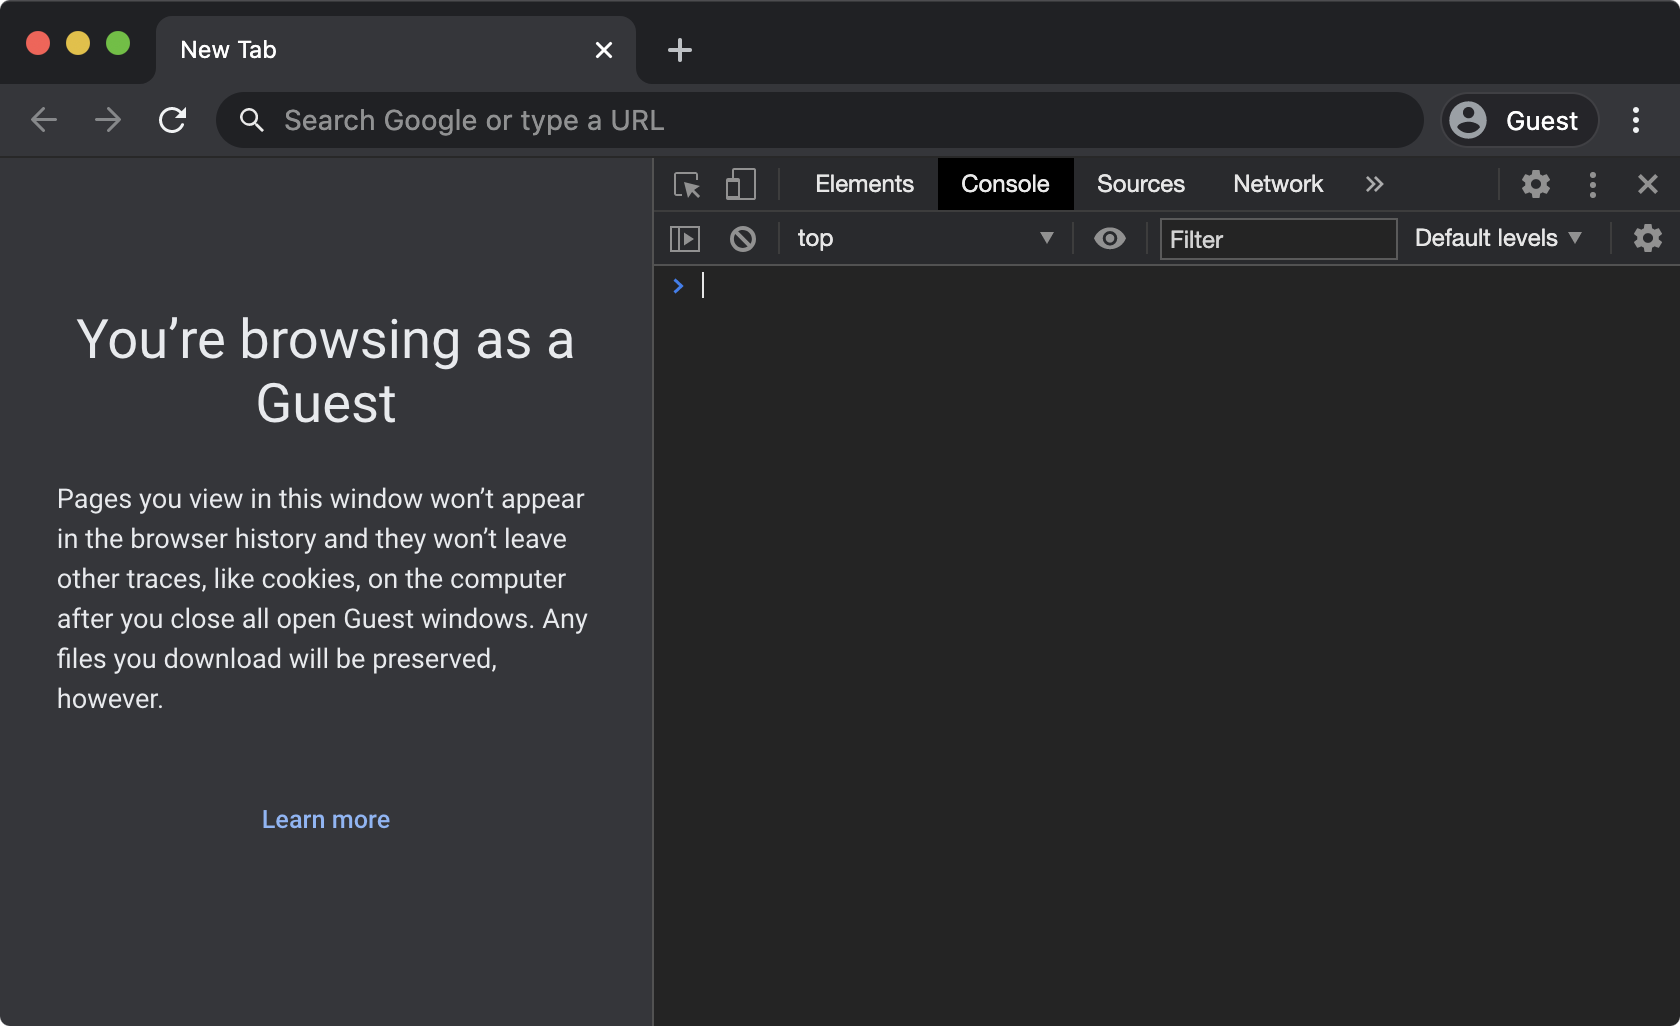 New Tab
Search Google or type a URL
Guest
Elements Console Sources Network
top Filter Default levels
You’re browsing as a
Guest
Pages you view in this window won’t appear
in the browser history and they won’t leave
other traces, like cookies, on the computer
after you close all open Guest windows. Any
files you download will be preserved,
however.
Learn more